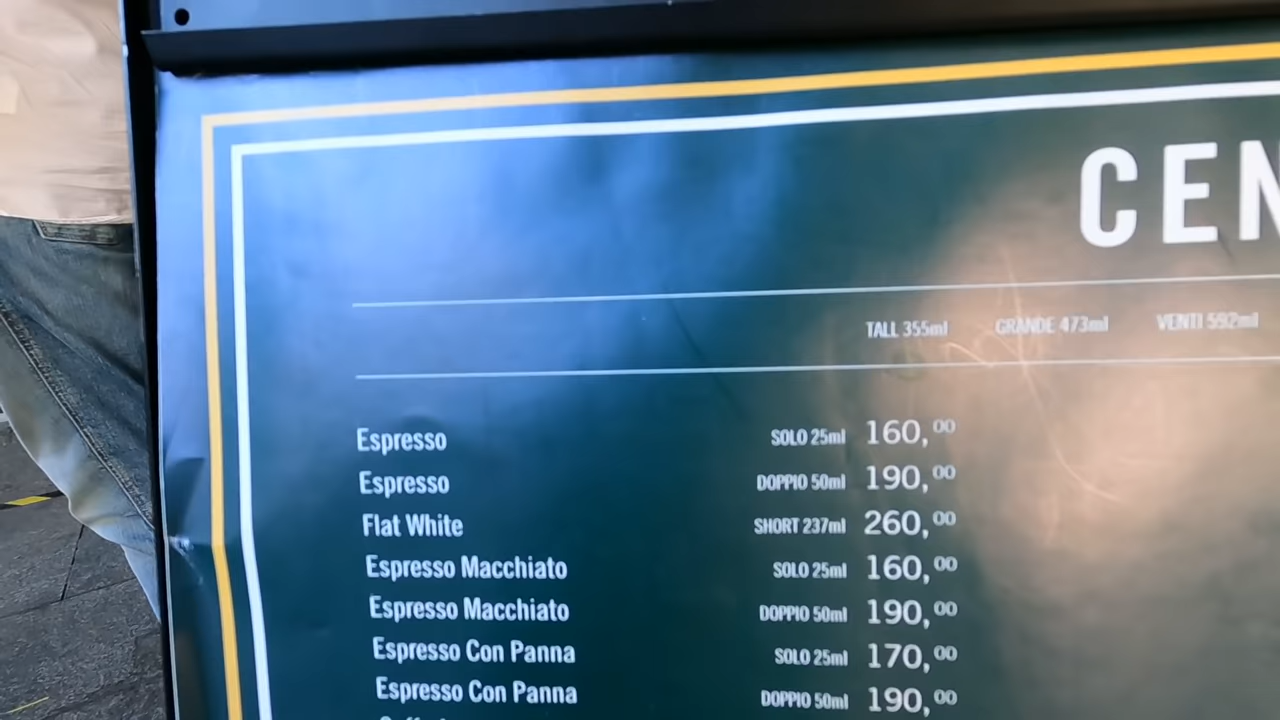 CEN
TALL 355ml GRANDE 473ml VENTI 592ml
Espresso SOLO 25ml 160,00
Espresso DOPPIO 50ml 190,00
Flat White SHORT 237ml 260,00
Espresso Macchiato SOLO 25ml 160,00
Espresso Macchiato DOPPIO 50ml 190,00
Espresso Con Panna SOLO 25ml 170,00
Espresso Con Panna DOPPIO 50ml 190,00